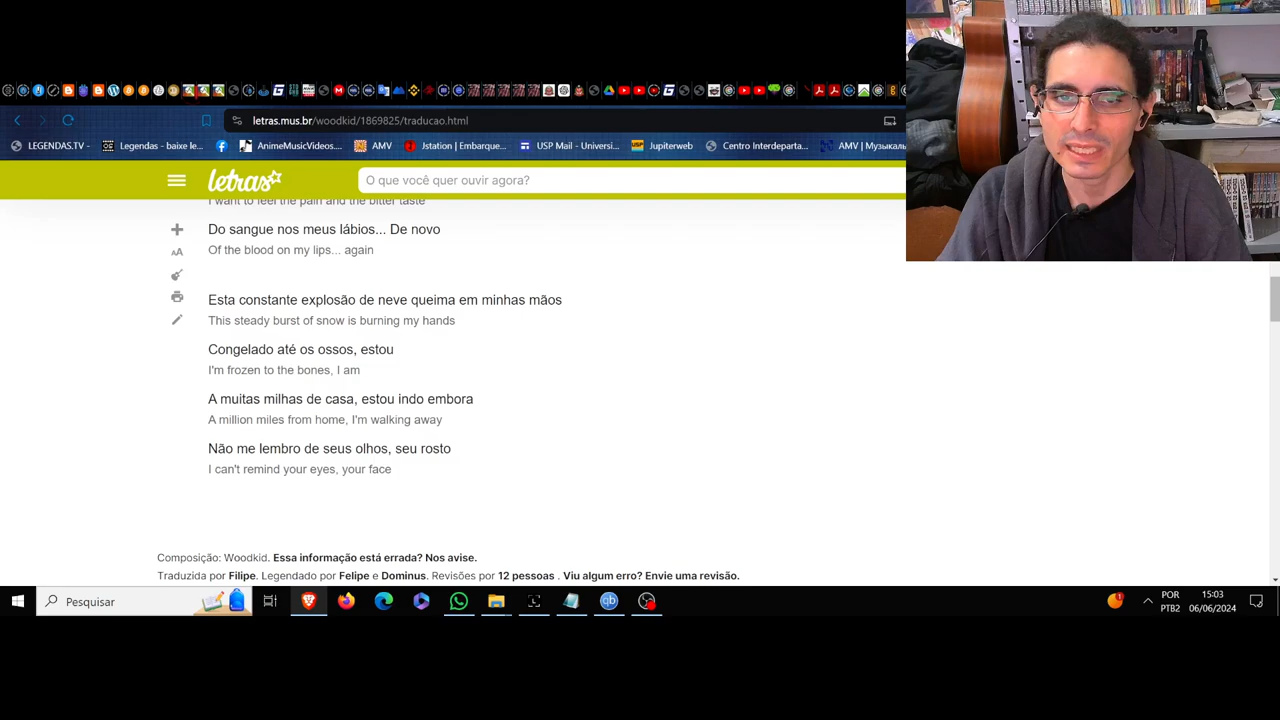 letras.mus.br/woodkid/1869825/traducao.html
LEGENDAS.TV - Legendas - baixe le... AnimeMusicVideos.... AMV Jstation | Embarque... USP Mail - Universi... Jupiterweb Centro Interdeparta... AMV | Музыкаль
letras O que você quer ouvir agora?
I want to feel the pain and the bitter taste
Do sangue nos meus lábios... De novo
Of the blood on my lips... again
Esta constante explosão de neve queima em minhas mãos
This steady burst of snow is burning my hands
Congelado até os ossos, estou
I'm frozen to the bones, I am
A muitas milhas de casa, estou indo embora
A million miles from home, I'm walking away
Não me lembro de seus olhos, seu rosto
I can't remind your eyes, your face
Composição: Woodkid. Essa informação está errada? Nos avise.
Traduzida por Filipe. Legendado por Felipe e Dominus. Revisões por 12 pessoas . Viu algum erro? Envie uma revisão.
Pesquisar
POR 15:03
PTB2 06/06/2024